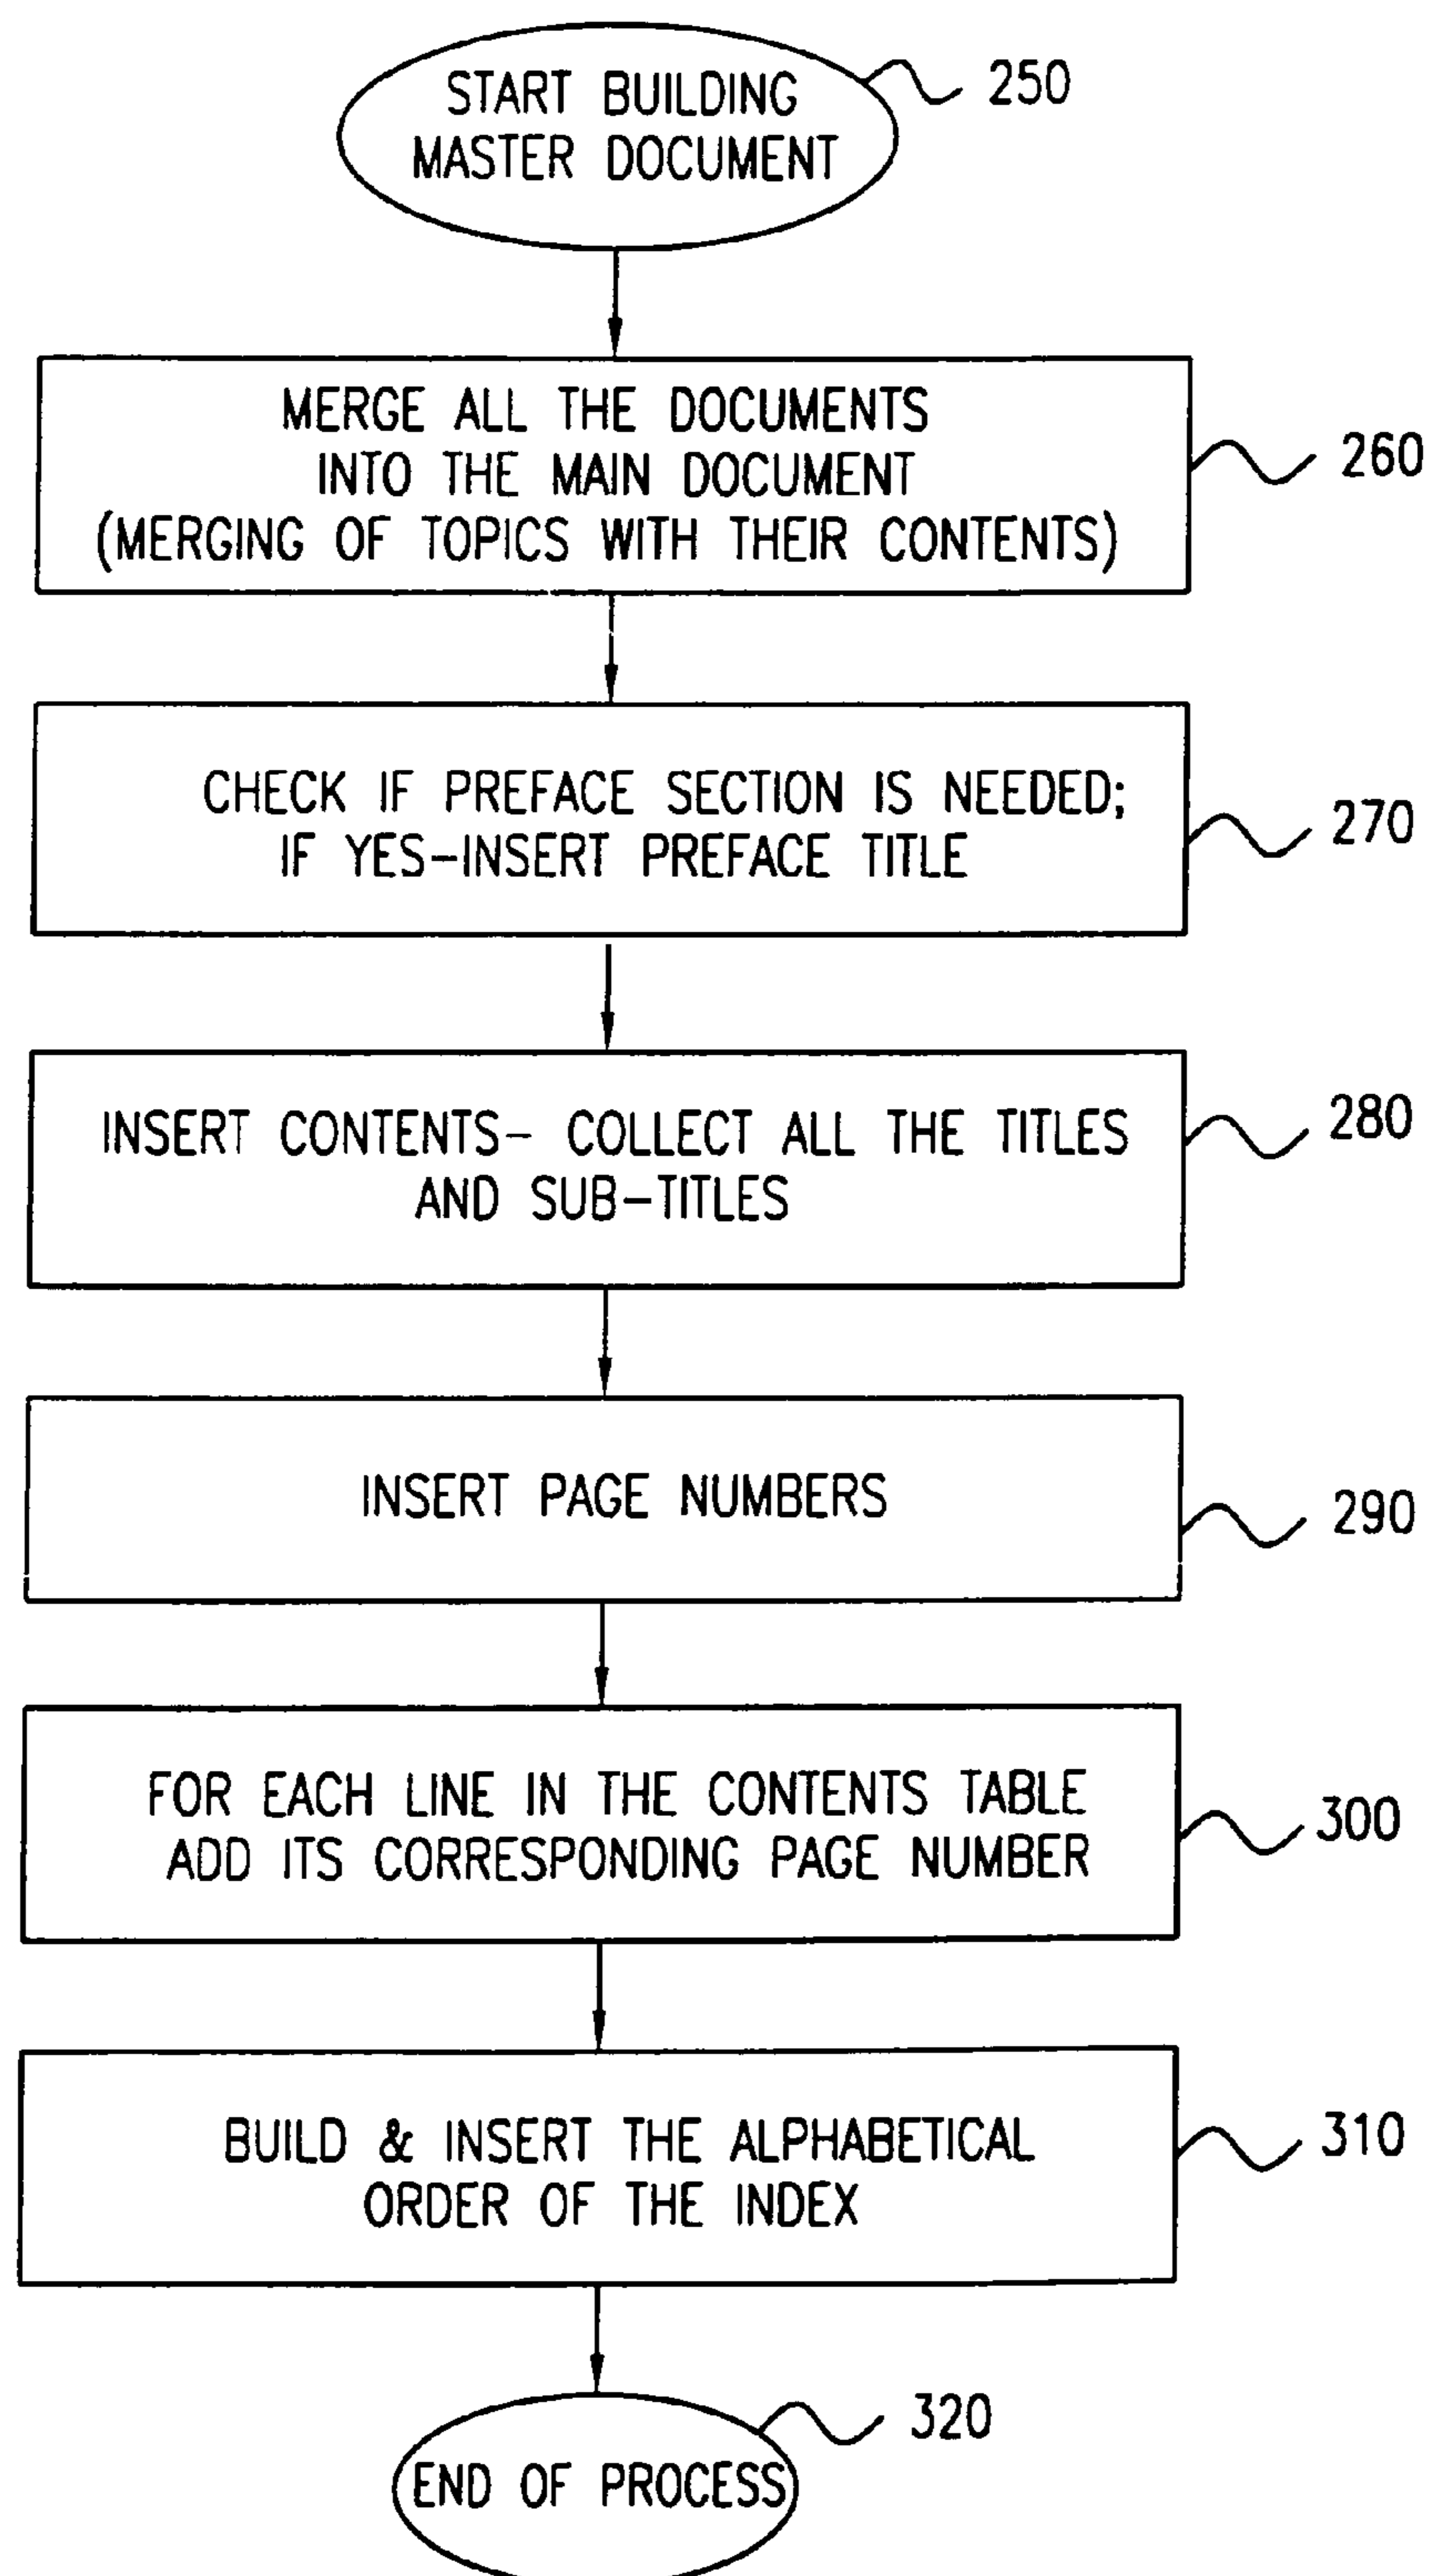 START BUILDING
MASTER DOCUMENT
250
MERGE ALL THE DOCUMENTS
INTO THE MAIN DOCUMENT
(MERGING OF TOPICS WITH THEIR CONTENTS)
260
CHECK IF PREFACE SECTION IS NEEDED;
IF YES-INSERT PREFACE TITLE
270
INSERT CONTENTS- COLLECT ALL THE TITLES
AND SUB-TITLES
280
INSERT PAGE NUMBERS
290
FOR EACH LINE IN THE CONTENTS TABLE
ADD ITS CORRESPONDING PAGE NUMBER
300
BUILD & INSERT THE ALPHABETICAL
ORDER OF THE INDEX
310
END OF PROCESS
320